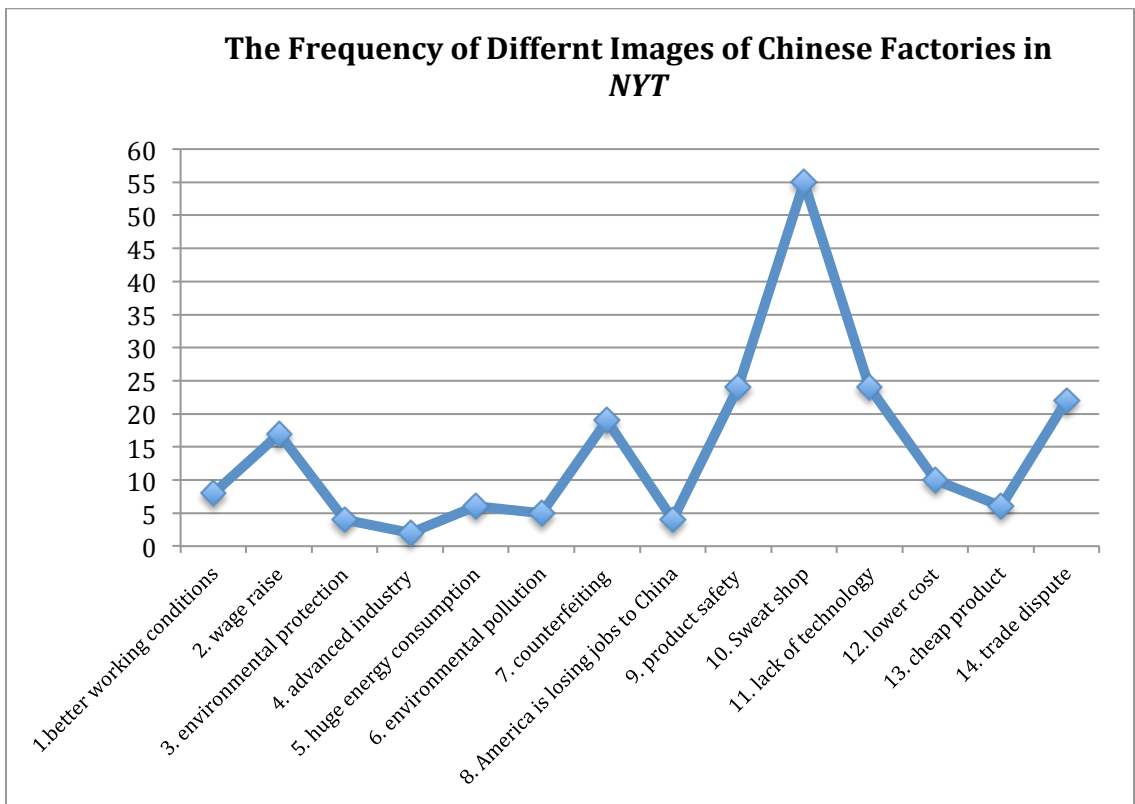 The Frequency of Differnt Images of Chinese Factories in
NYT
60
55
50
45
40
35
30
25
20
15
10
5
0
1.better working conditions
2. wage raise
3. environmental protection
4. advanced industry
5. huge energy consumption
6. environmental pollution
7. counterfeiting
8. America is losing jobs to China
9. product safety
10. Sweat shop
11. lack of technology
12. lower cost
13. cheap product
14. trade dispute